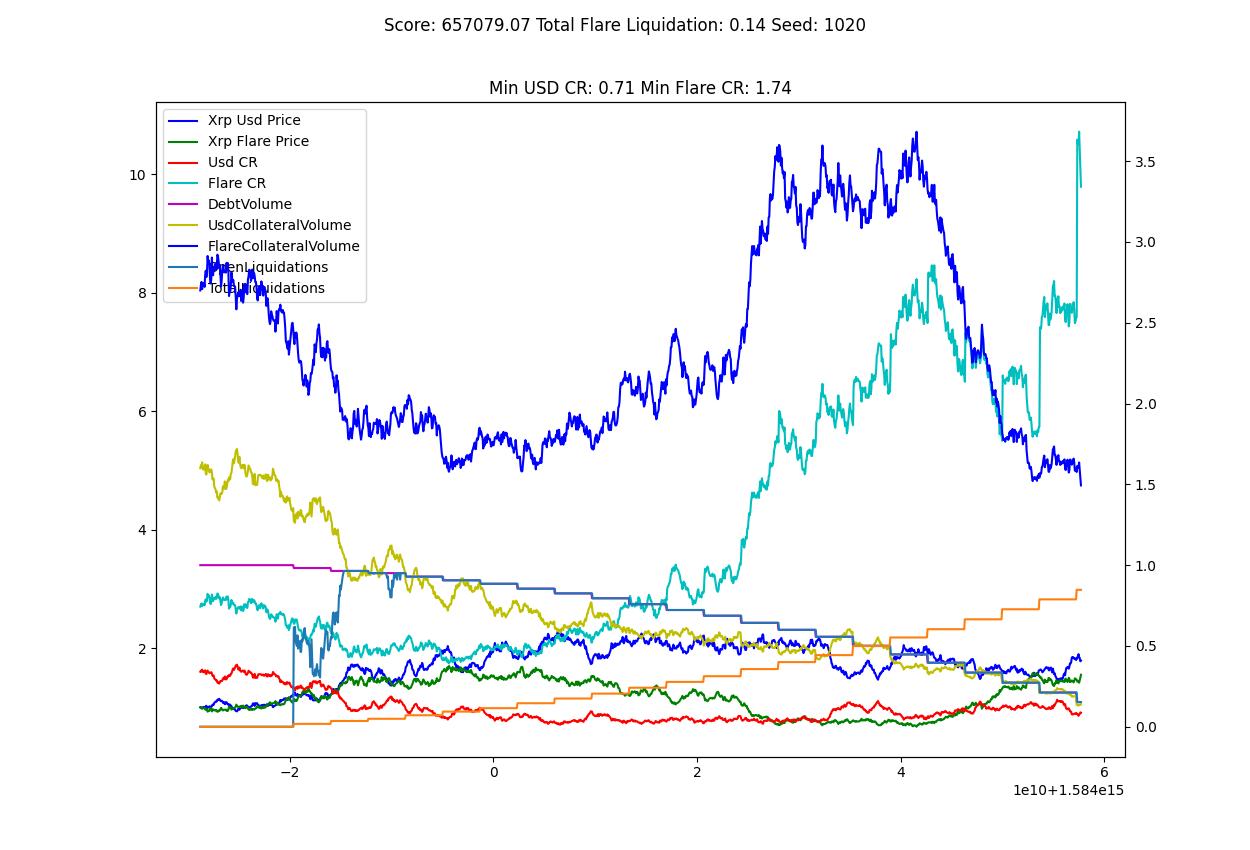 Score: 657079.07 Total Flare Liquidation: 0.14 Seed: 1020
Min USD CR: 0.71 Min Flare CR: 1.74
Xrp Usd Price
Xrp Flare Price
Usd CR
Flare CR
DebtVolume
UsdCollateralVolume
FlareCollateralVolume
OpenLiquidations
TotalLiquidations
10
8
6
4
2
3.5
3.0
2.5
2.0
1.5
1.0
0.5
0.0
−2 0 2 4 6
1e10+1.584e15